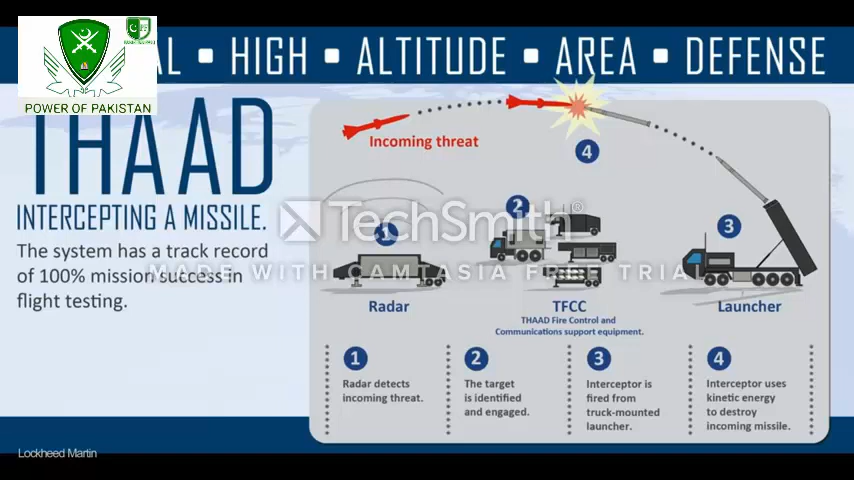 POWER OF PAKISTAN
AL ▪ HIGH ▪ ALTITUDE ▪ AREA ▪ DEFENSE
THAAD
INTERCEPTING A MISSILE.
The system has a track record
of 100% mission success in
flight testing.
Incoming threat
4
2
1
3
TechSmith®
MADE WITH CAMTASIA FREE TRIA
Radar
TFCC
THAAD Fire Control and
Communications support equipment.
Launcher
1
Radar detects
incoming threat.
2
The target
is identified
and engaged.
3
Interceptor is
fired from
truck-mounted
launcher.
4
Interceptor uses
kinetic energy
to destroy
incoming missile.
Lockheed Martin